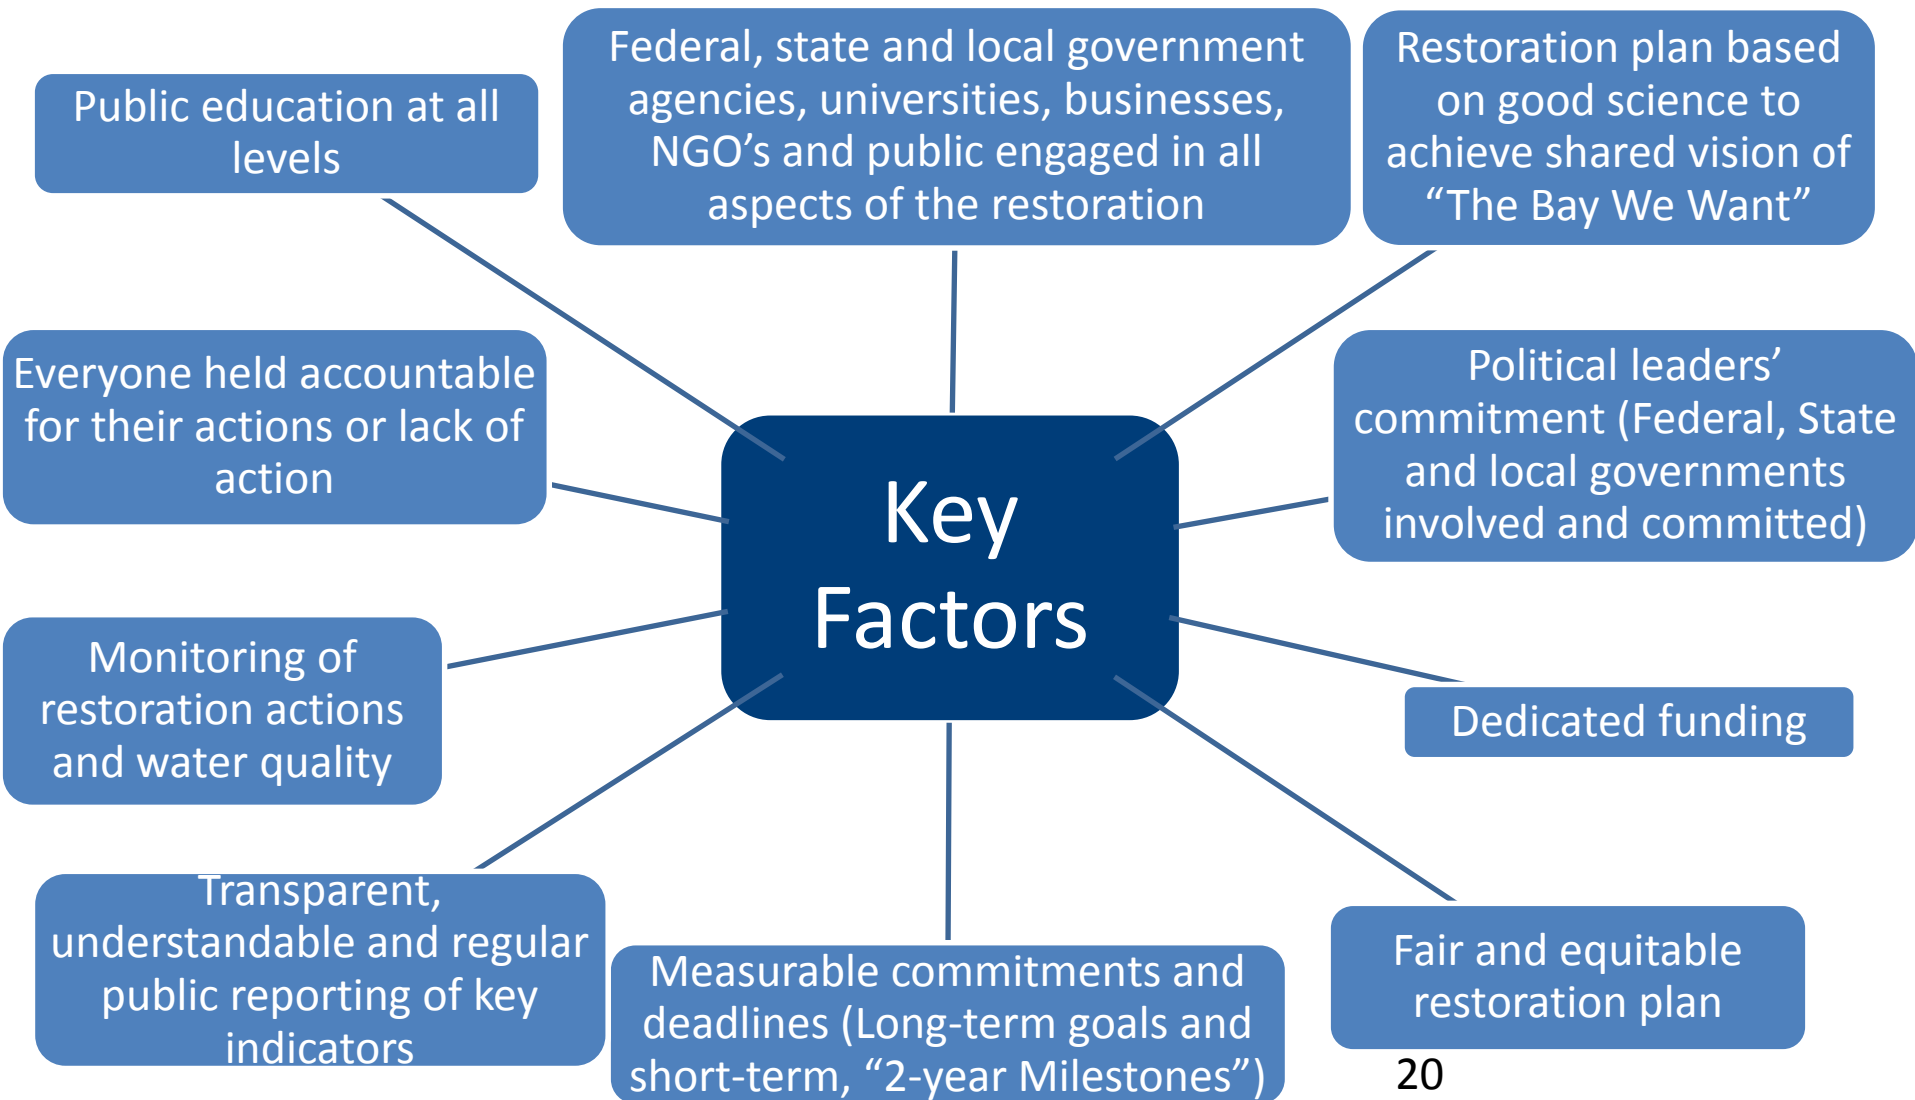 Public education at all
levels
Federal, state and local government
agencies, universities, businesses,
NGO’s and public engaged in all
aspects of the restoration
Restoration plan based
on good science to
achieve shared vision of
“The Bay We Want”
Everyone held accountable
for their actions or lack of
action
Key
Factors
Political leaders’
commitment (Federal, State
and local governments
involved and committed)
Monitoring of
restoration actions
and water quality
Dedicated funding
Transparent,
understandable and regular
public reporting of key
indicators
Measurable commitments and
deadlines (Long-term goals and
short-term, “2-year Milestones”)
Fair and equitable
restoration plan
20